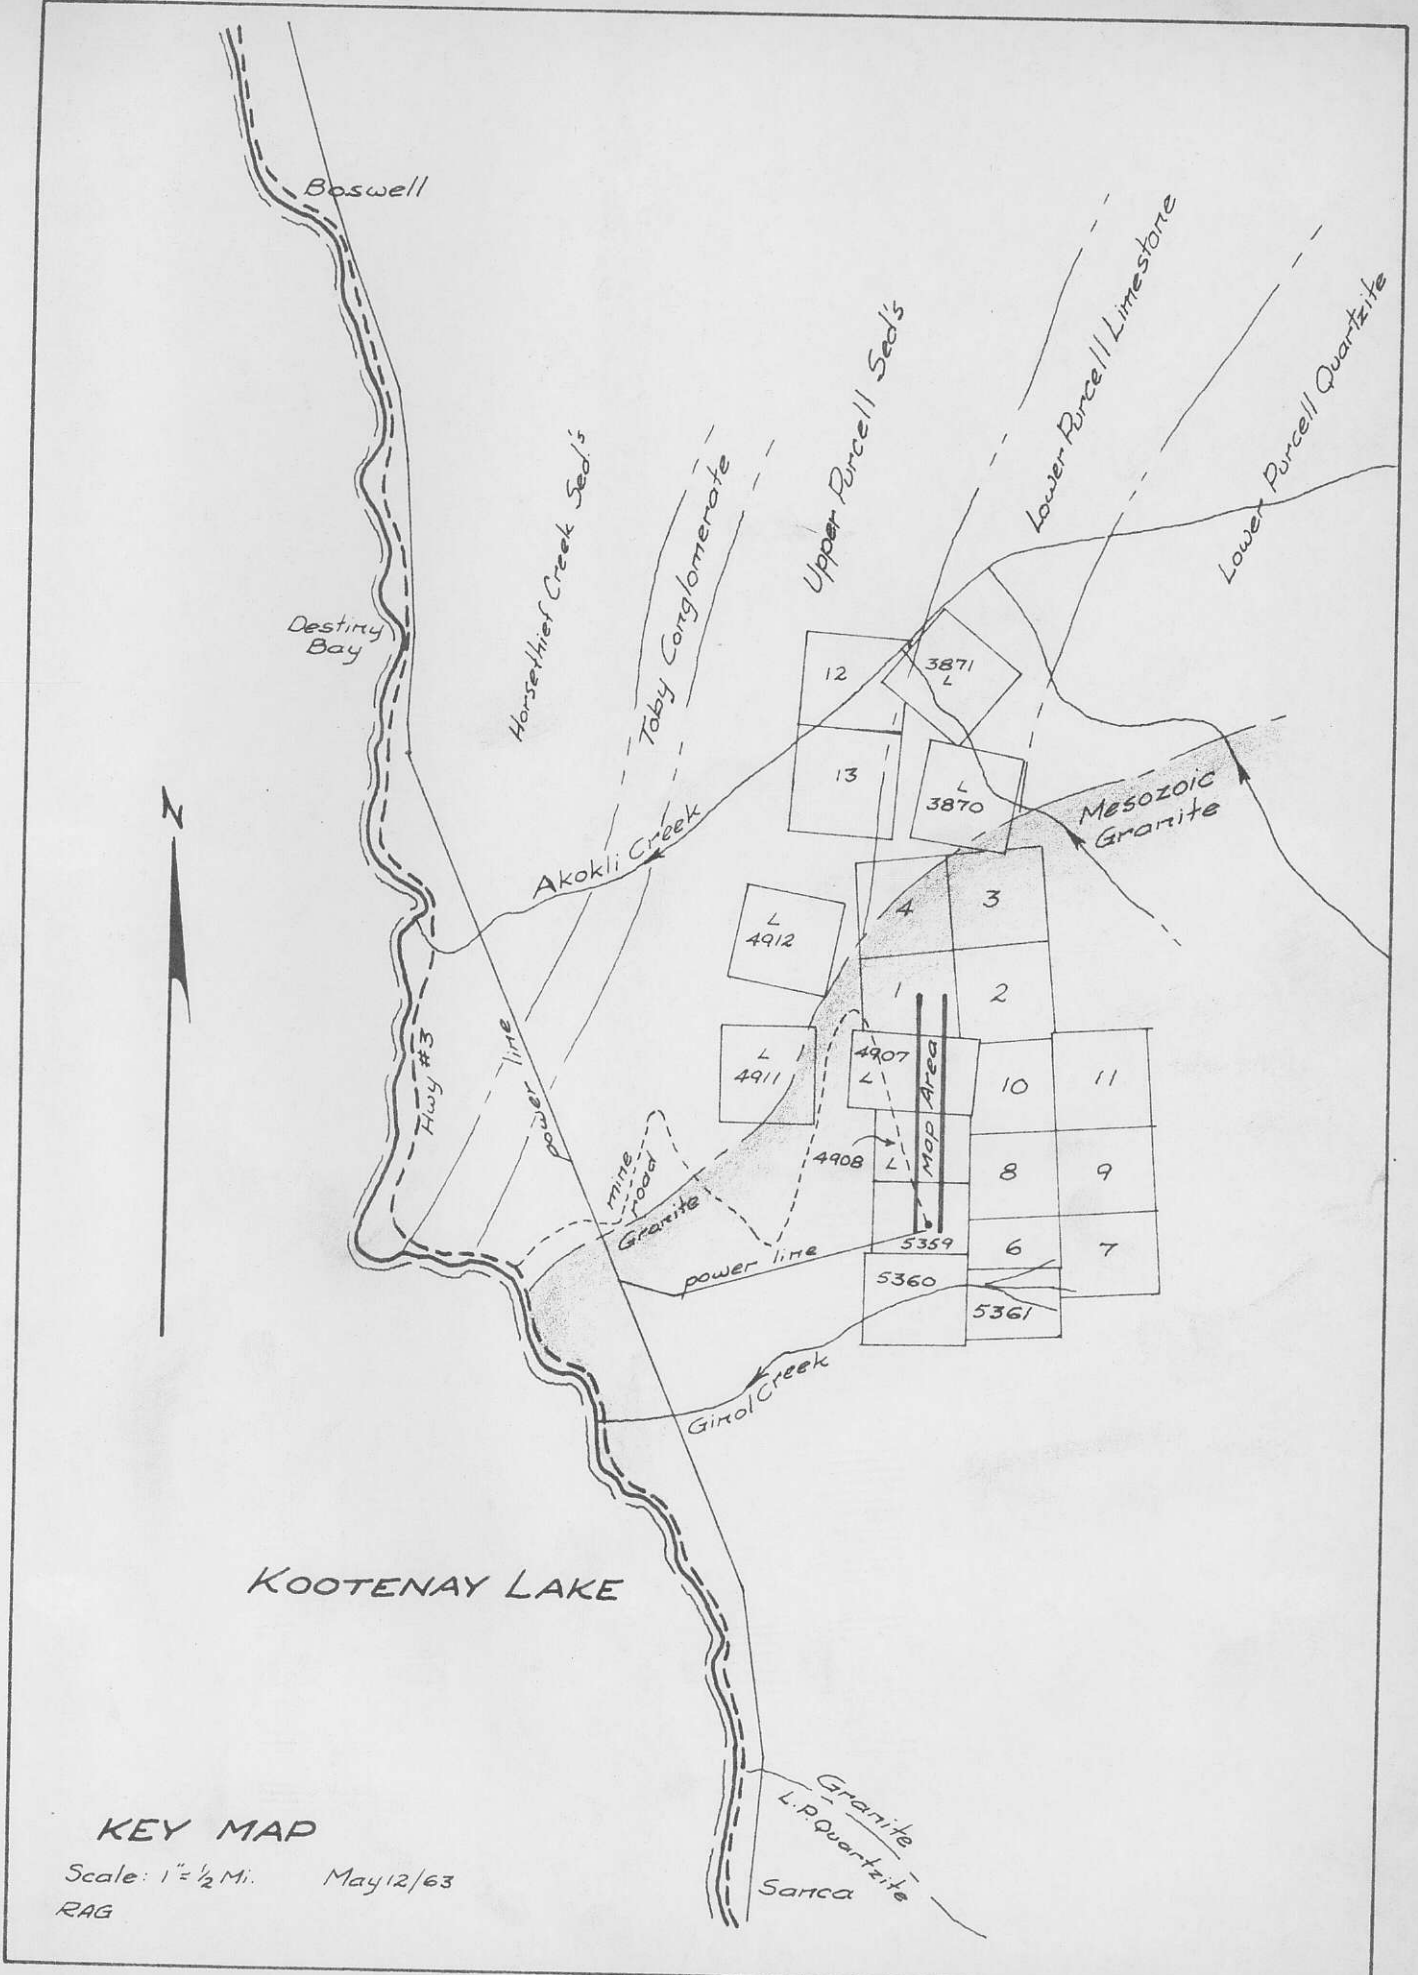 Boswell
Lower Purcell Limestone
Lower Purcell Quartzite
Upper Purcell Sed's
Horsethief Creek Sed's
Toby Conglomerate
Destiny
Bay
12
3871
L
13
L
3870
Mesozoic
Granite
N
Akokli Creek
4
3
L
4912
1
2
Hwy #3
power line
L
4911
4907
L
Map Area
10
11
4908
L
8
9
mine
road
Granite
power line
5359
6
7
5360
5361
Ginol Creek
KOOTENAY LAKE
Granite
L.P. Quartzite
Sanca
KEY MAP
Scale: 1"=½ Mi. May 12/63
RAG